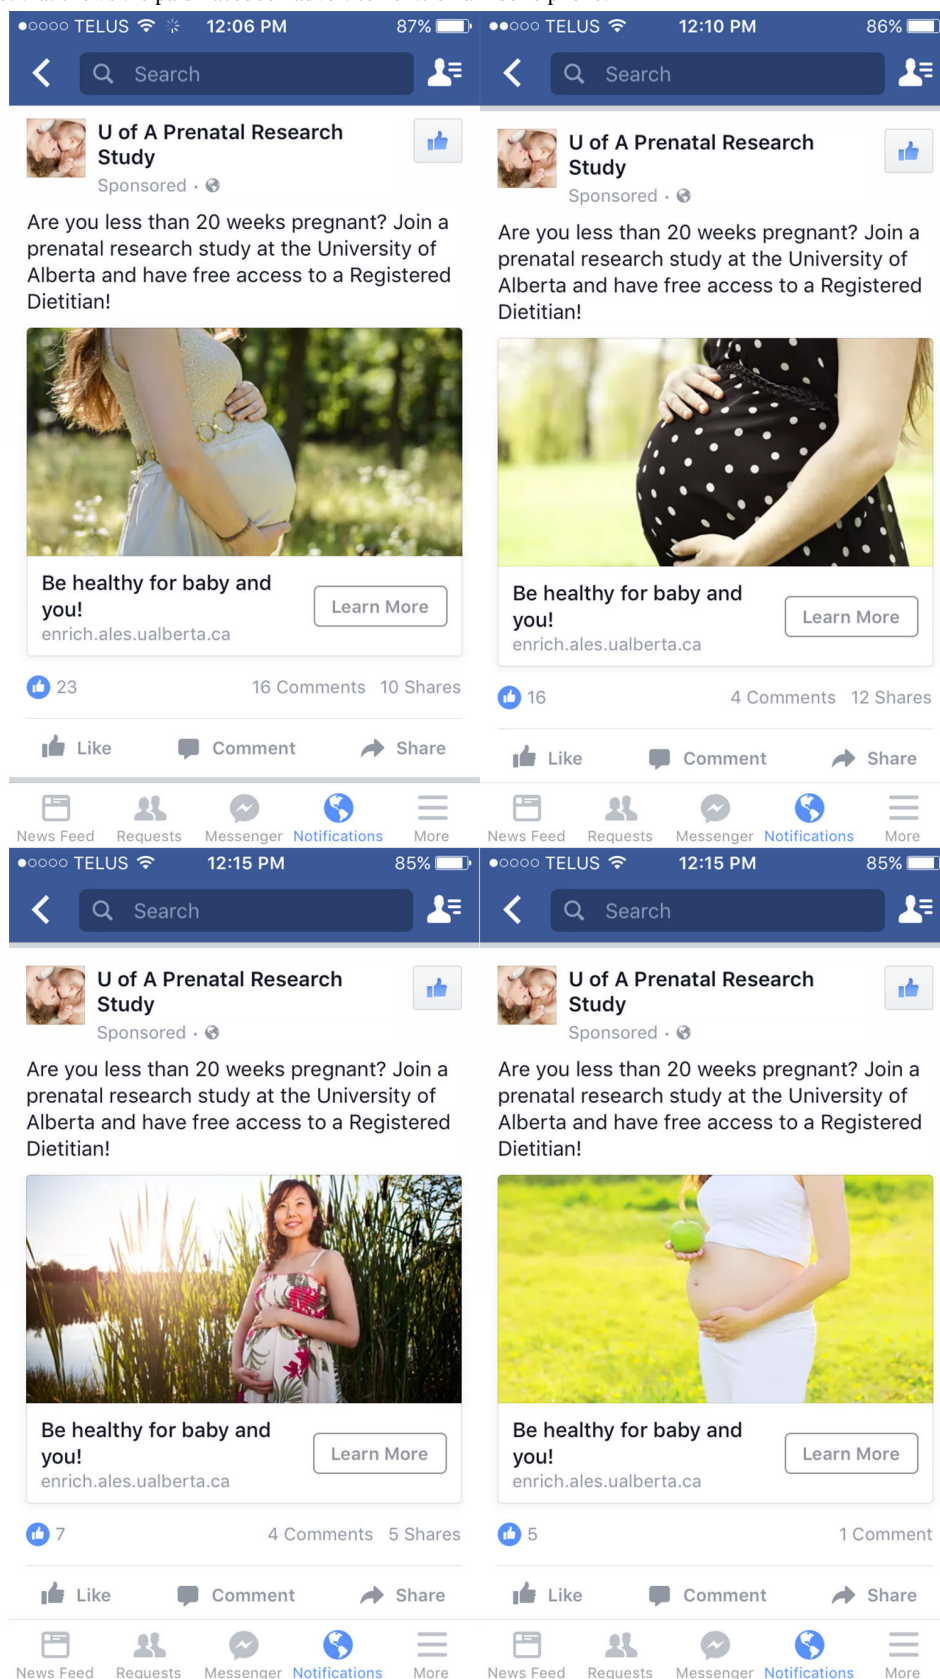 TELUS 12:06 PM 87%
Search
U of A Prenatal Research
Study
Sponsored ·
Are you less than 20 weeks pregnant? Join a
prenatal research study at the University of
Alberta and have free access to a Registered
Dietitian!
Be healthy for baby and
you!
Learn More
enrich.ales.ualberta.ca
23 16 Comments 10 Shares
Like Comment Share
News Feed Requests Messenger Notifications More
TELUS 12:10 PM 86%
Search
U of A Prenatal Research
Study
Sponsored ·
Are you less than 20 weeks pregnant? Join a
prenatal research study at the University of
Alberta and have free access to a Registered
Dietitian!
Be healthy for baby and
you!
Learn More
enrich.ales.ualberta.ca
16 4 Comments 12 Shares
Like Comment Share
News Feed Requests Messenger Notifications More
TELUS 12:15 PM 85%
Search
U of A Prenatal Research
Study
Sponsored ·
Are you less than 20 weeks pregnant? Join a
prenatal research study at the University of
Alberta and have free access to a Registered
Dietitian!
Be healthy for baby and
you!
Learn More
enrich.ales.ualberta.ca
7 4 Comments 5 Shares
Like Comment Share
News Feed Requests Messenger Notifications More
TELUS 12:15 PM 85%
Search
U of A Prenatal Research
Study
Sponsored ·
Are you less than 20 weeks pregnant? Join a
prenatal research study at the University of
Alberta and have free access to a Registered
Dietitian!
Be healthy for baby and
you!
Learn More
enrich.ales.ualberta.ca
5 1 Comment
Like Comment Share
News Feed Requests Messenger Notifications More